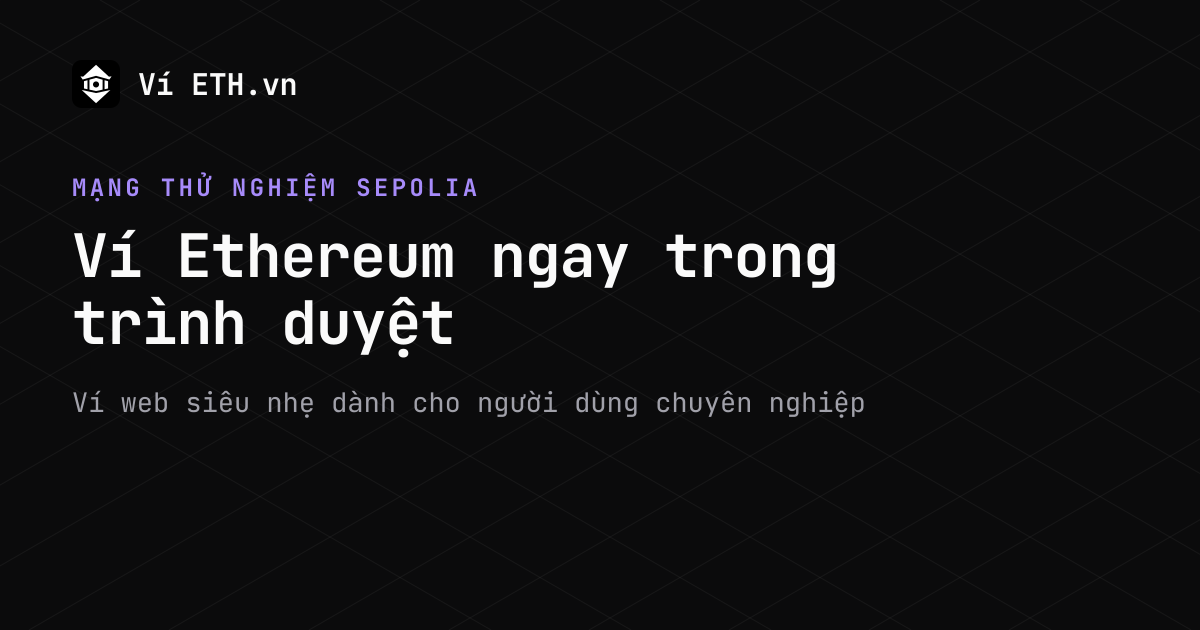 Ví ETH.vn
MẠNG THỬ NGHIỆM SEPOLIA
Ví Ethereum ngay trong
trình duyệt
Ví web siêu nhẹ dành cho người dùng chuyên nghiệp